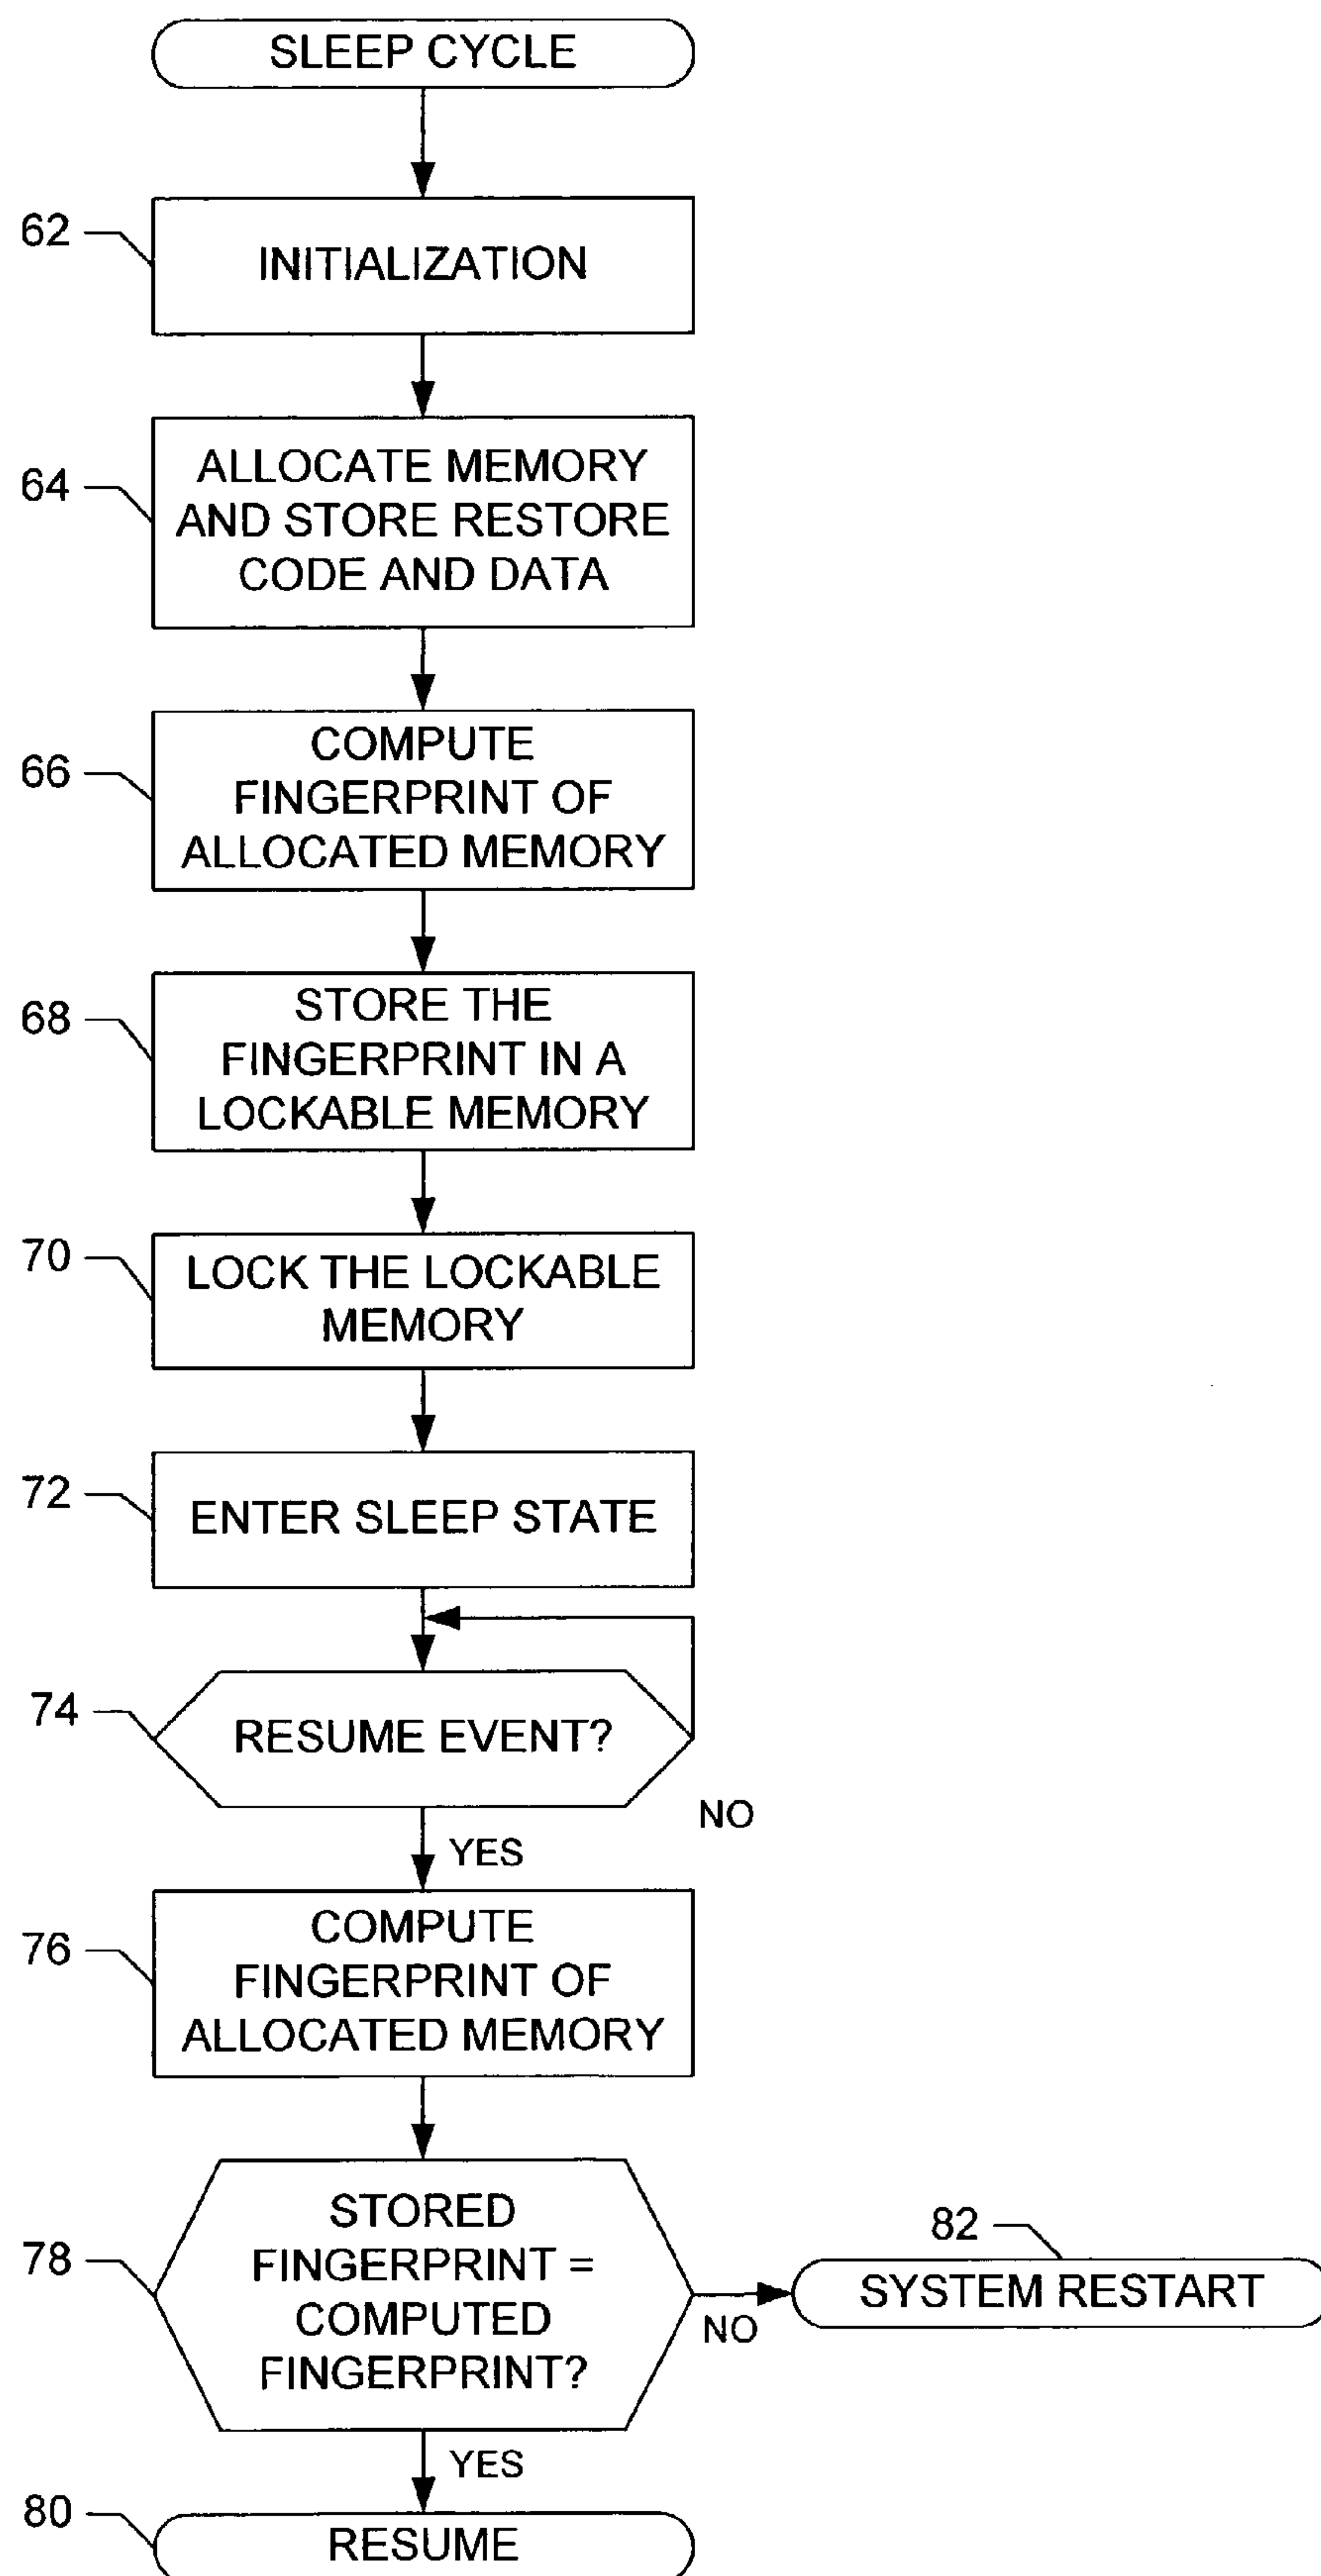 SLEEP CYCLE
62
INITIALIZATION
64
ALLOCATE MEMORY
AND STORE RESTORE
CODE AND DATA
66
COMPUTE
FINGERPRINT OF
ALLOCATED MEMORY
68
STORE THE
FINGERPRINT IN A
LOCKABLE MEMORY
70
LOCK THE LOCKABLE
MEMORY
72
ENTER SLEEP STATE
74
RESUME EVENT?
NO
YES
76
COMPUTE
FINGERPRINT OF
ALLOCATED MEMORY
78
STORED
FINGERPRINT =
COMPUTED
FINGERPRINT?
NO
82
SYSTEM RESTART
YES
80
RESUME